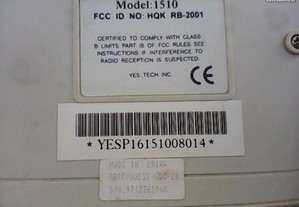 Model:1510
FCC ID NO: HQK RB-2001
CERTIFIED TO COMPLY WITH CLASS
B LIMITS PART 15 OF FCC RULES SEE
INSTRUCTIONS IF INTERFERENCE TO
RADIO RECEPTION IS SUSPECTED.
YES TECH. INC.
* YESP16151008014 *
MADE IN CHINA